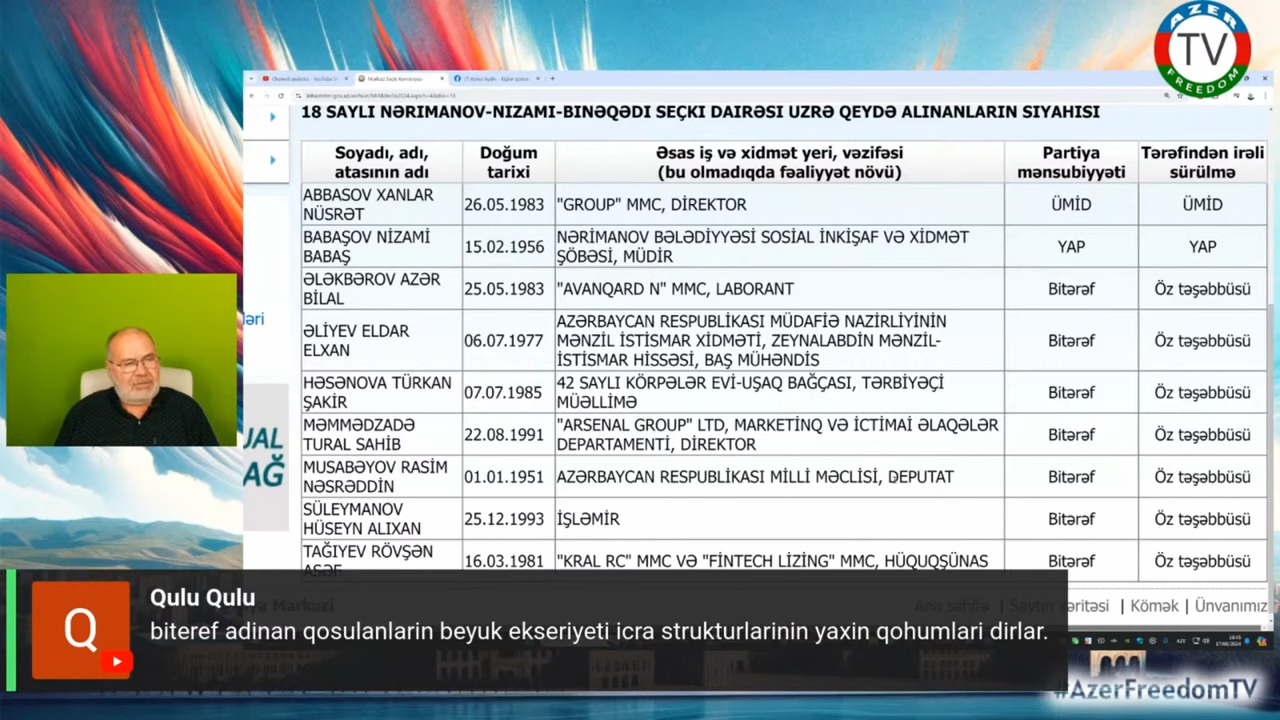 AZER
TV
FREEDOM
18 SAYLI NƏRİMANOV-NİZAMİ-BİNƏQƏDİ SEÇKİ DAİRƏSİ ÜZRƏ QEYDƏ ALINANLARIN SİYAHISI
Soyadı, adı, atasının adı
Doğum tarixi
Əsas iş və xidmət yeri, vəzifəsi
(bu olmadıqda fəaliyyət növü)
Partiya mənsubiyyəti
Tərəfindən irəli sürülmə
ABBASOV XANLAR NÜSRƏT
26.05.1983
"GROUP" MMC, DİREKTOR
ÜMİD
ÜMİD
BABAŞOV NİZAMİ BABAŞ
15.02.1956
NƏRİMANOV BƏLƏDİYYƏSİ SOSİAL İNKİŞAF VƏ XİDMƏT
ŞÖBƏSİ, MÜDİR
YAP
YAP
ƏLƏKBƏROV AZƏR BİLAL
25.05.1983
"AVANQARD N" MMC, LABORANT
Bitərəf
Öz təşəbbüsü
ƏLİYEV ELDAR ELXAN
06.07.1977
AZƏRBAYCAN RESPUBLİKASI MÜDAFİƏ NAZİRLİYİNİN
MƏNZİL İSTİSMAR XİDMƏTİ, ZEYNALABDİN MƏNZİL-
İSTİSMAR HİSSƏSİ, BAŞ MÜHƏNDİS
Bitərəf
Öz təşəbbüsü
HƏSƏNOVA TÜRKAN ŞAKİR
07.07.1985
42 SAYLI KÖRPƏLƏR EVİ-UŞAQ BAĞÇASI, TƏRBİYƏÇİ
MÜƏLLİMƏ
Bitərəf
Öz təşəbbüsü
MƏMMƏDZADƏ TURAL SAHİB
22.08.1991
"ARSENAL GROUP" LTD, MARKETİNQ VƏ İCTİMAİ ƏLAQƏLƏR
DEPARTAMENTİ, DİREKTOR
Bitərəf
Öz təşəbbüsü
MUSABƏYOV RASİM NƏSRƏDDİN
01.01.1951
AZƏRBAYCAN RESPUBLİKASI MİLLİ MƏCLİSİ, DEPUTAT
Bitərəf
Öz təşəbbüsü
SÜLEYMANOV HÜSEYN ALIXAN
25.12.1993
İŞLƏMİR
Bitərəf
Öz təşəbbüsü
TAĞIYEV RÖVŞƏN ASƏF
16.03.1981
"KRAL RC" MMC VƏ "FİNTECH LİZİNG" MMC, HÜQUQŞÜNAS
Bitərəf
Öz təşəbbüsü
əri
UAL
AĞ
Ana səhifə | Saytın xəritəsi | Kömək | Ünvanımız
Q
Qulu Qulu
biteref adinan qosulanlarin beyuk ekseriyeti icra strukturlarinin yaxin qohumlari dirlar.
#AzerFreedomTV